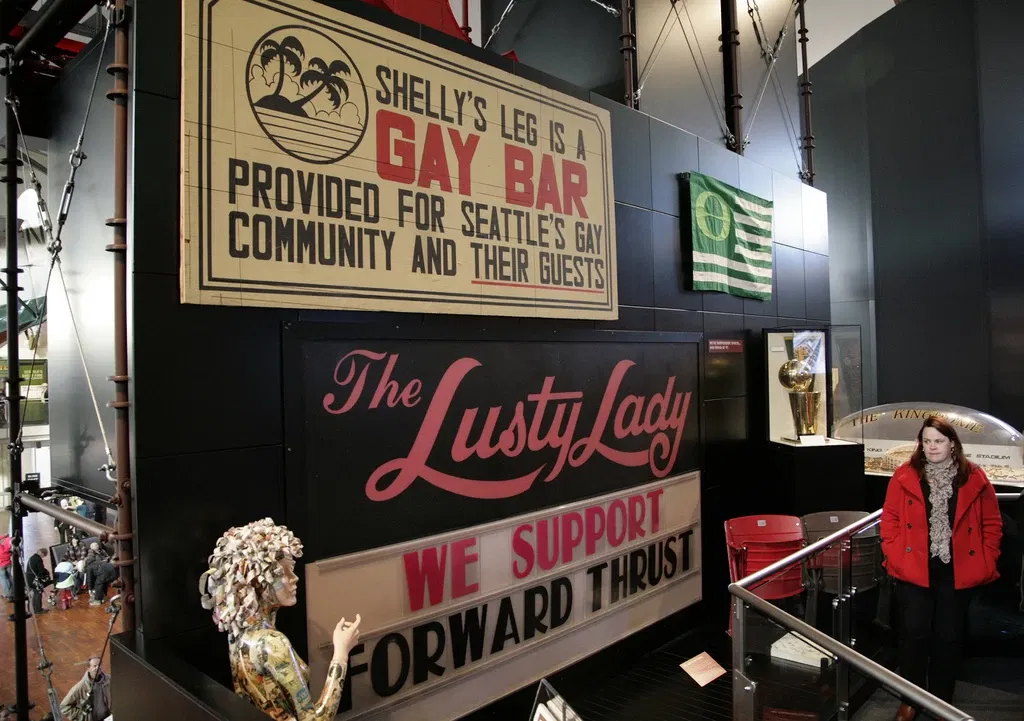 SHELLY'S LEG IS A
GAY BAR
PROVIDED FOR SEATTLE'S GAY
COMMUNITY AND THEIR GUESTS
The Lusty Lady
WE SUPPORT
FORWARD THRUST
THE KING
STADIUM